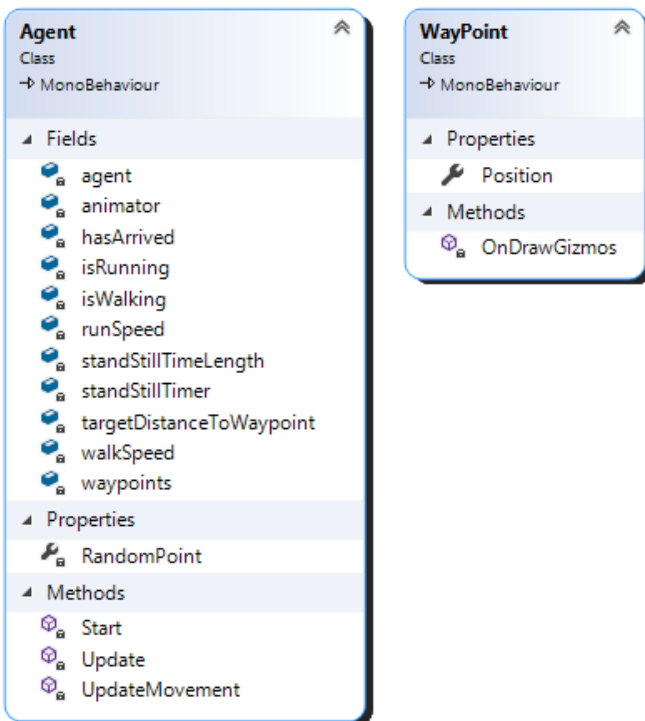 Agent
Class
MonoBehaviour
Fields
agent
animator
hasArrived
isRunning
isWalking
runSpeed
standStillTimeLength
standStillTimer
targetDistanceToWaypoint
walkSpeed
waypoints
Properties
RandomPoint
Methods
Start
Update
UpdateMovement
WayPoint
Class
MonoBehaviour
Properties
Position
Methods
OnDrawGizmos